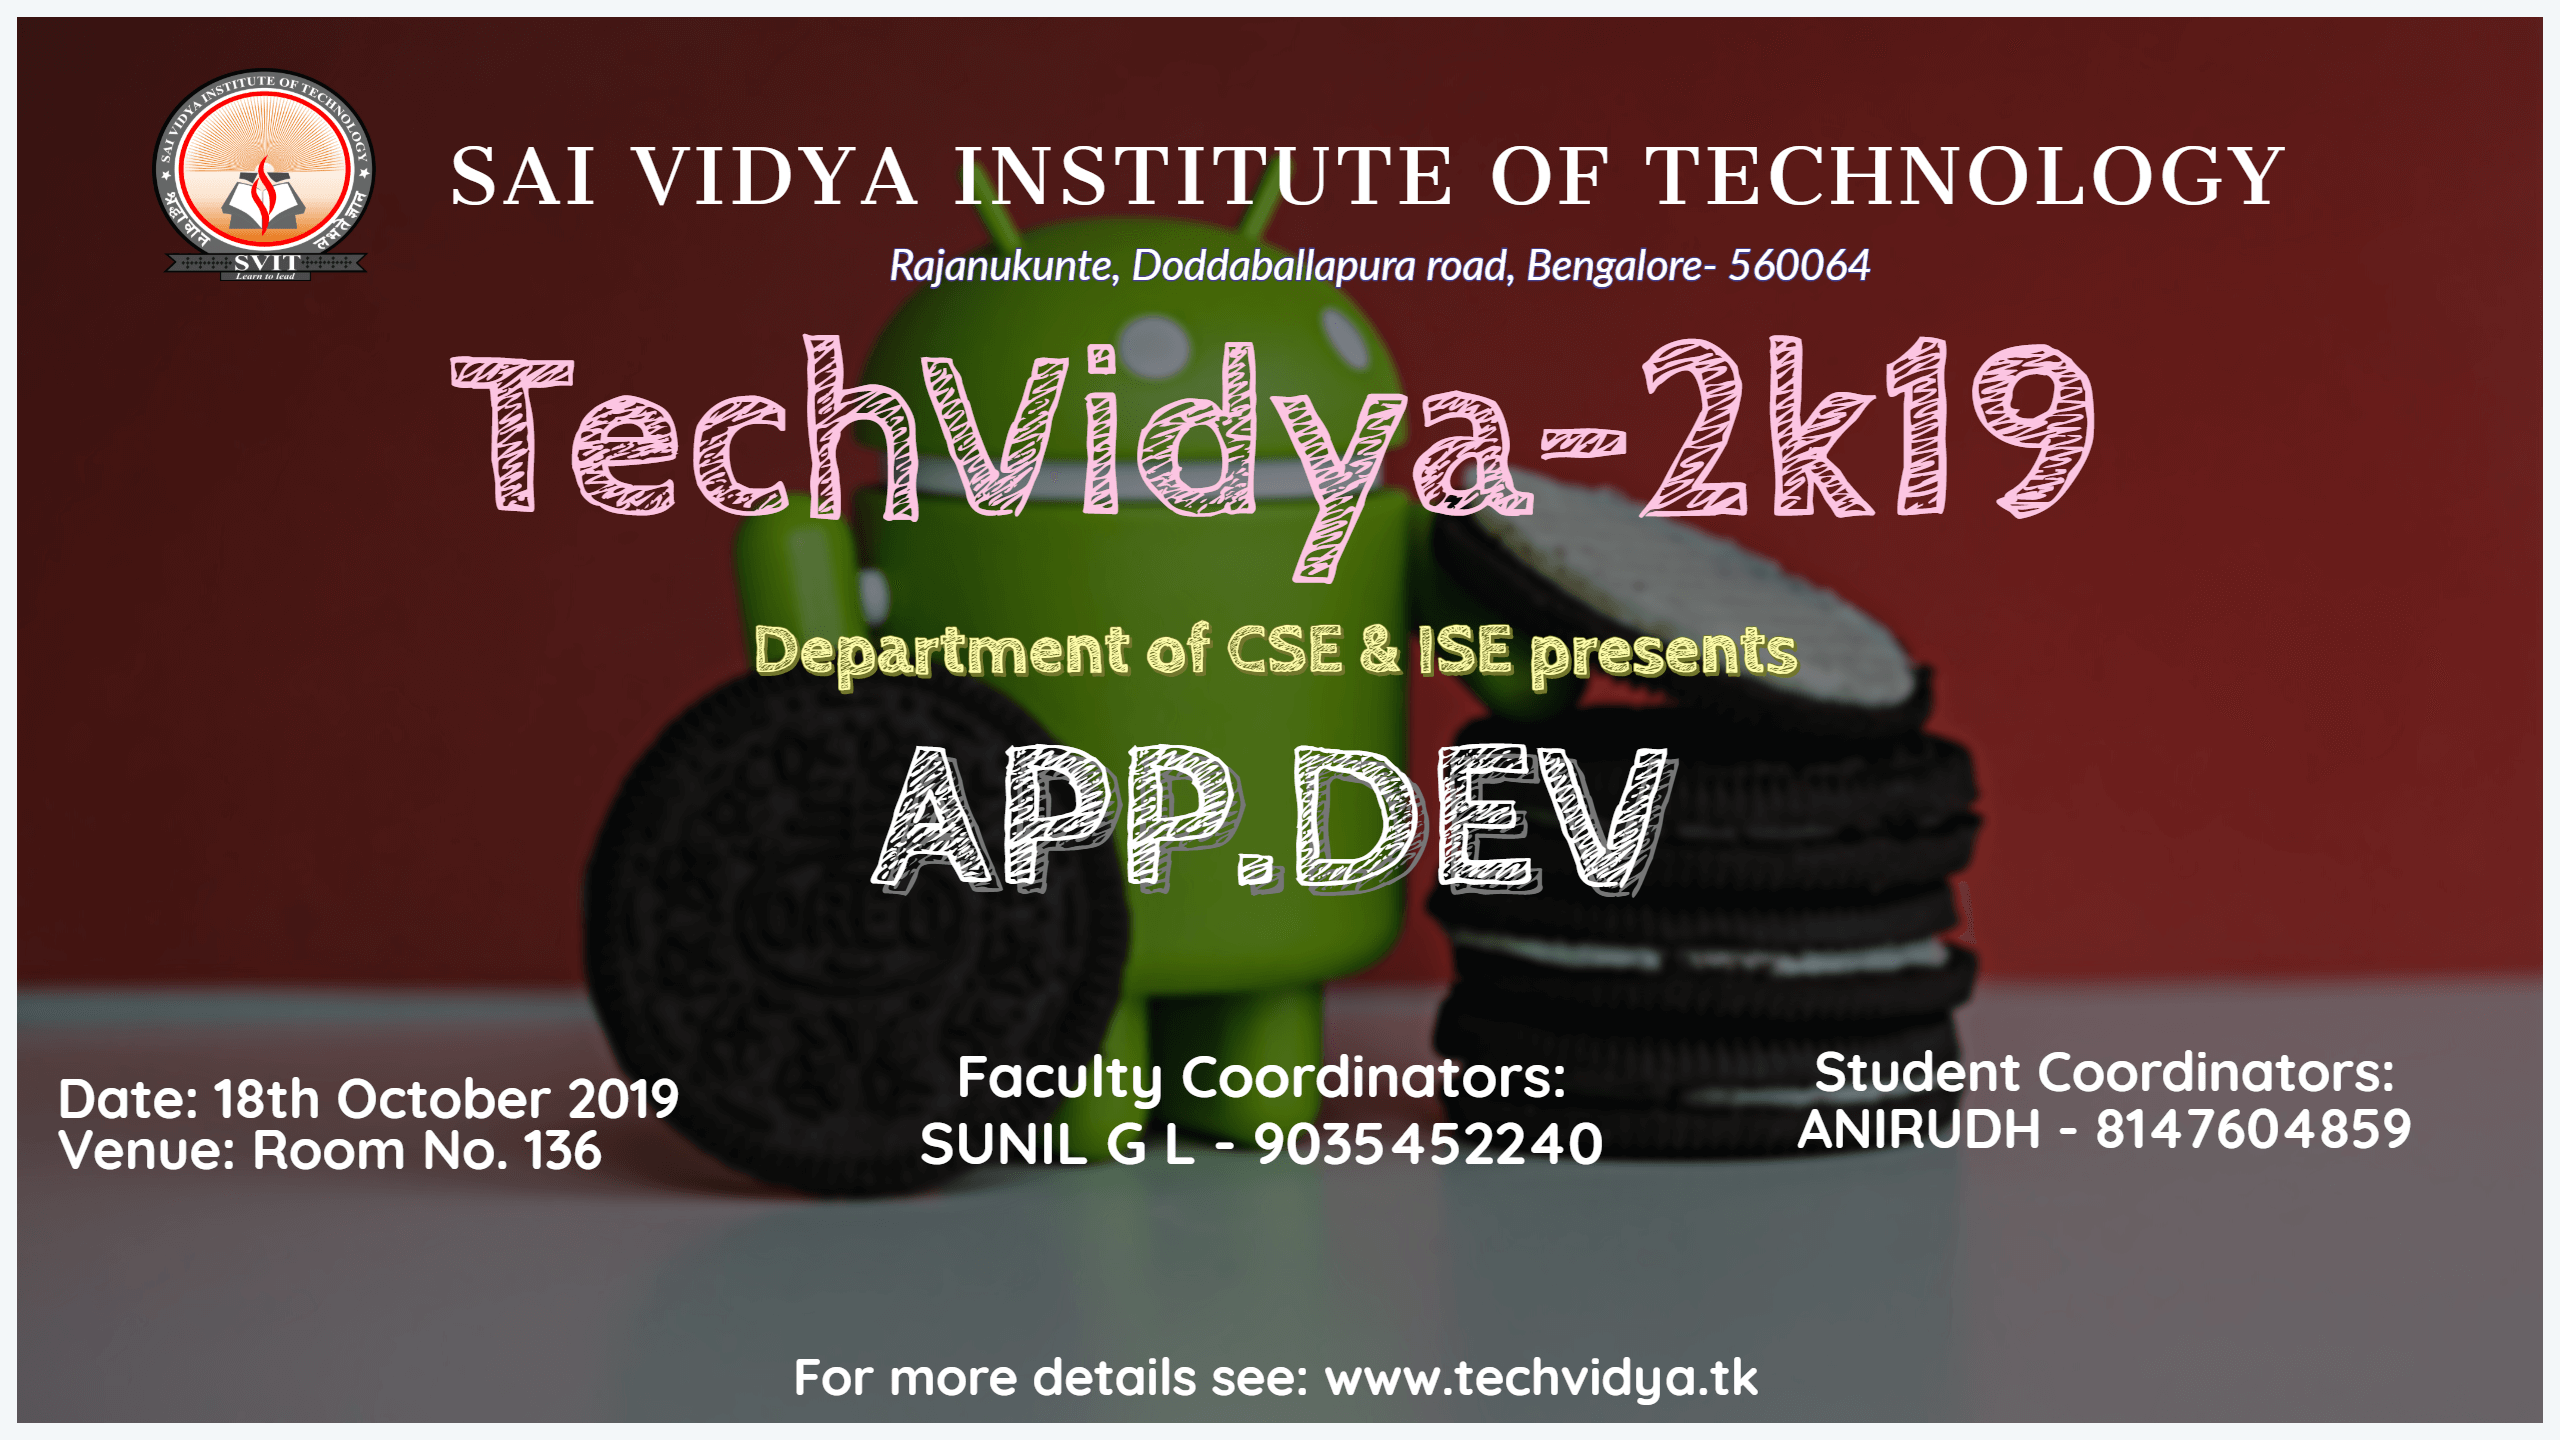 SAI VIDYA INSTITUTE OF TECHNOLOGY
SVIT
Learn to lead
SAI VIDYA INSTITUTE OF TECHNOLOGY
Rajanukunte, Doddaballapura road, Bengalore- 560064
TechVidya-2k19
Department of CSE & ISE presents
APP.DEV
OREO
Date: 18th October 2019
Venue: Room No. 136
Faculty Coordinators:
SUNIL G L - 9035452240
Student Coordinators:
ANIRUDH - 8147604859
For more details see: www.techvidya.tk